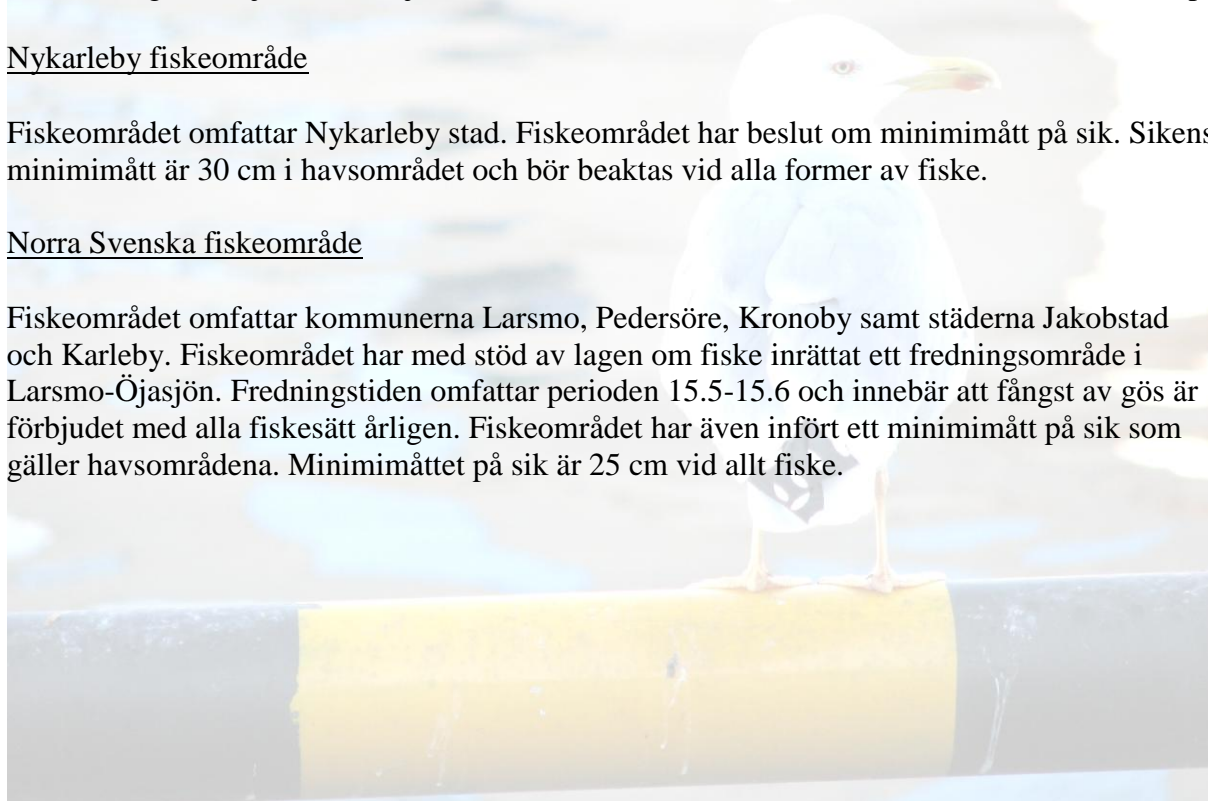 Nykarleby fiskeområde
Fiskeområdet omfattar Nykarleby stad. Fiskeområdet har beslut om minimimått på sik. Sikens
minimimått är 30 cm i havsområdet och bör beaktas vid alla former av fiske.
Norra Svenska fiskeområde
Fiskeområdet omfattar kommunerna Larsmo, Pedersöre, Kronoby samt städerna Jakobstad
och Karleby. Fiskeområdet har med stöd av lagen om fiske inrättat ett fredningsområde i
Larsmo-Öjasjön. Fredningstiden omfattar perioden 15.5-15.6 och innebär att fångst av gös är
förbjudet med alla fiskesätt årligen. Fiskeområdet har även infört ett minimimått på sik som
gäller havsområdena. Minimimåttet på sik är 25 cm vid allt fiske.